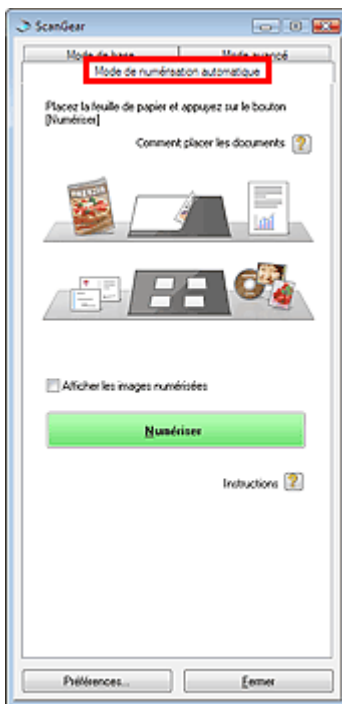 ScanGear
Mode de base Mode avancé
Mode de numérisation automatique
Placez la feuille de papier et appuyez sur le bouton
[Numériser]
Comment placer les documents
Afficher les images numérisées
Numériser
Instructions
Préférences...
Fermer